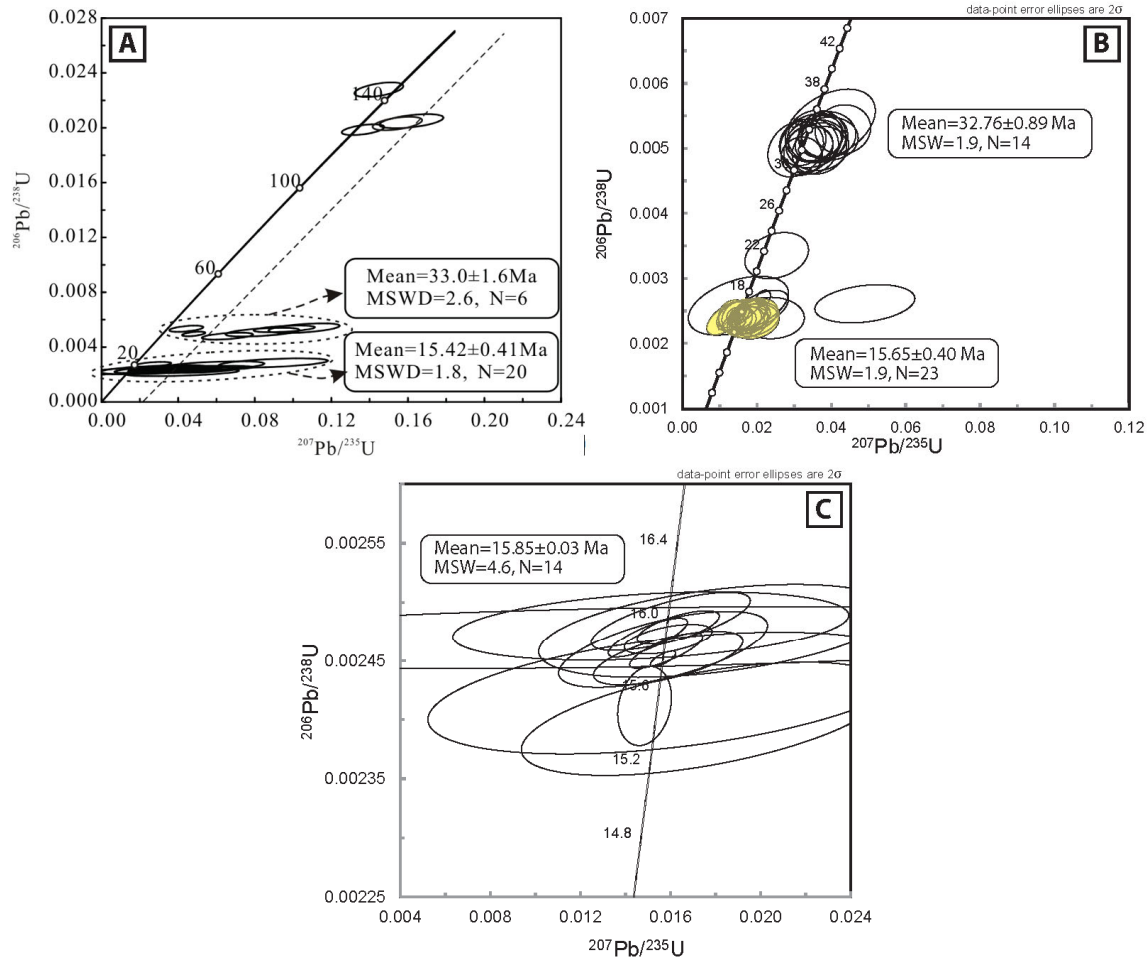 A
0.028
0.024
0.020
0.016
0.012
0.008
0.004
0.000
206Pb/238U
140
100
60
20
Mean=33.0±1.6Ma
MSWD=2.6, N=6
Mean=15.42±0.41Ma
MSWD=1.8, N=20
0.00 0.04 0.08 0.12 0.16 0.20 0.24
207Pb/235U
data-point error ellipses are 2σ
B
0.007
0.006
0.005
0.004
0.003
0.002
0.001
206Pb/238U
42
38
26
22
18
Mean=32.76±0.89 Ma
MSW=1.9, N=14
Mean=15.65±0.40 Ma
MSW=1.9, N=23
0.00 0.02 0.04 0.06 0.08 0.10 0.12
207Pb/235U
data-point error ellipses are 2σ
C
Mean=15.85±0.03 Ma
MSW=4.6, N=14
0.00255
0.00245
0.00235
0.00225
206Pb/238U
16.4
16.0
15.6
15.2
14.8
0.004 0.008 0.012 0.016 0.020 0.024
207Pb/235U